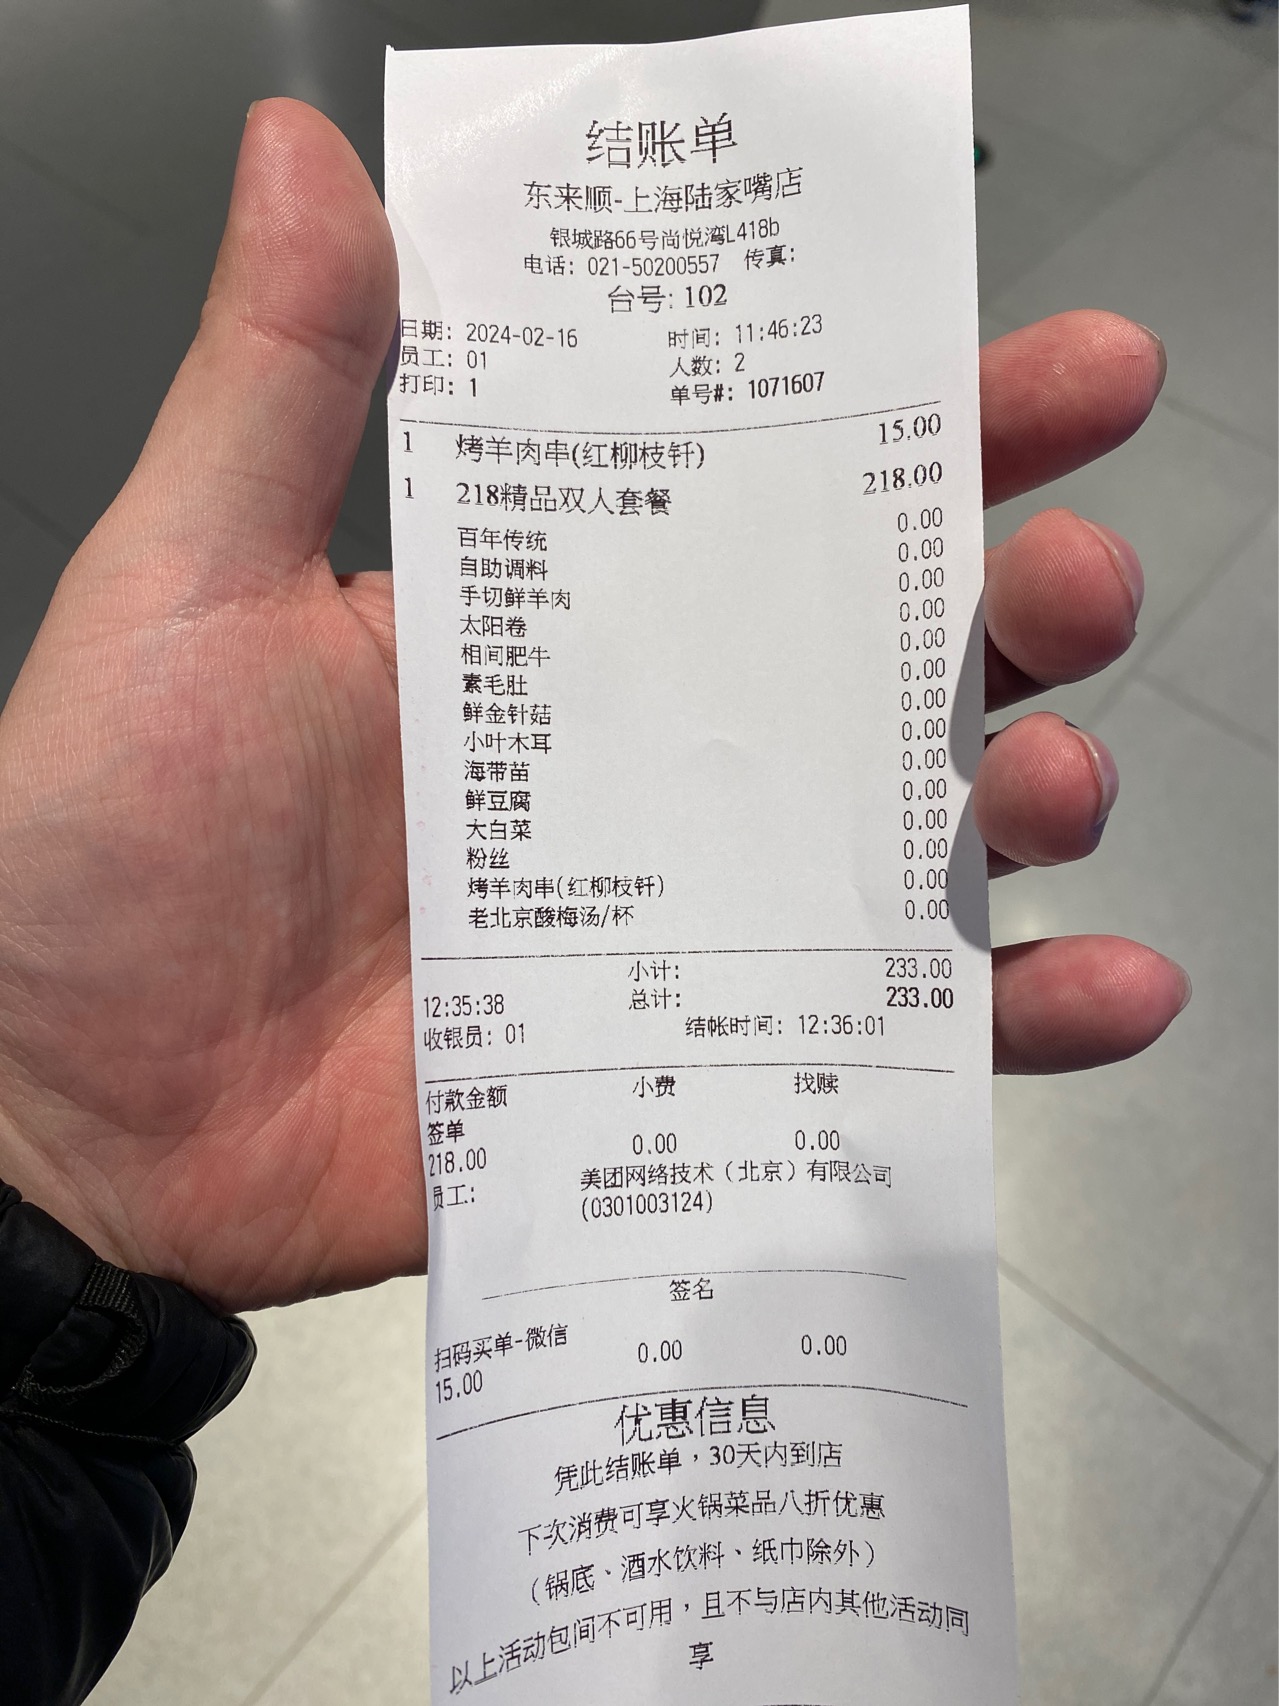 结账单
东来顺-上海陆家嘴店
银城路66号尚悦湾L418b
电话: 021-50200557 传真:
台号: 102
日期: 2024-02-16 时间: 11:46:23
员工: 01 人数: 2
打印: 1 单号#: 1071607
1 烤羊肉串(红柳枝钎) 15.00
1 218精品双人套餐 218.00
百年传统 0.00
自助调料 0.00
手切鲜羊肉 0.00
太阳卷 0.00
相间肥牛 0.00
素毛肚 0.00
鲜金针菇 0.00
小叶木耳 0.00
海带苗 0.00
鲜豆腐 0.00
大白菜 0.00
粉丝 0.00
烤羊肉串(红柳枝钎) 0.00
老北京酸梅汤/杯 0.00
小计: 233.00
12:35:38 总计: 233.00
收银员: 01 结帐时间: 12:36:01
付款金额 小费 找赎
签单
218.00 0.00 0.00
员工: 美团网络技术（北京）有限公司
(0301003124)
签名
扫码买单-微信 0.00 0.00
15.00
优惠信息
凭此结账单，30天内到店
下次消费可享火锅菜品八折优惠
（锅底、酒水饮料、纸巾除外）
以上活动包间不可用，且不与店内其他活动同
享